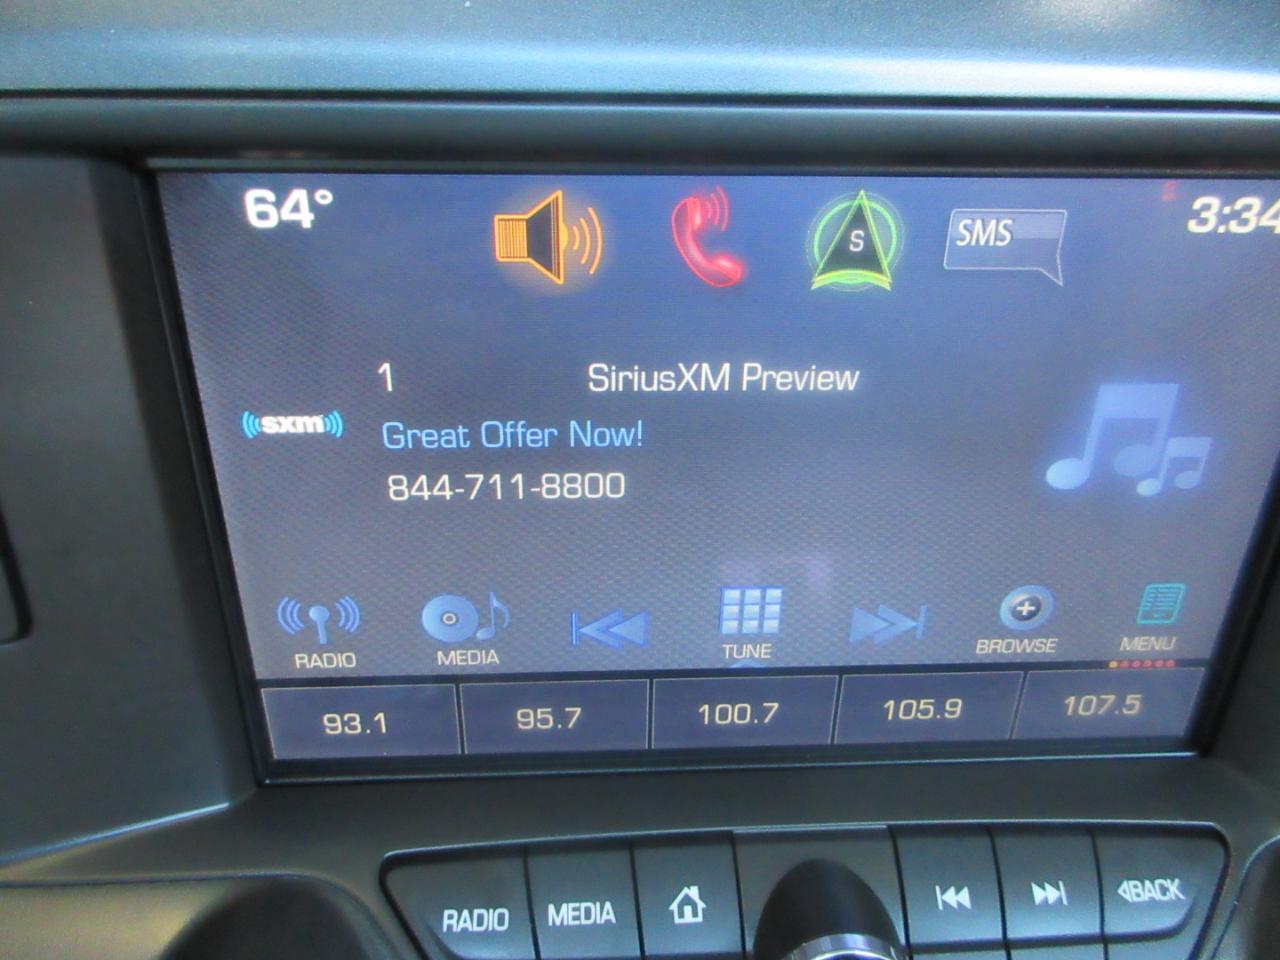 64°
S
SMS
3:34
1
SiriusXM Preview
sxm
Great Offer Now!
844-711-8800
RADIO
MEDIA
TUNE
BROWSE
MENU
93.1
95.7
100.7
105.9
107.5
RADIO
MEDIA
BACK